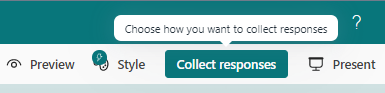 Choose how you want to collect responses
?
Preview
Style
Collect responses
Present